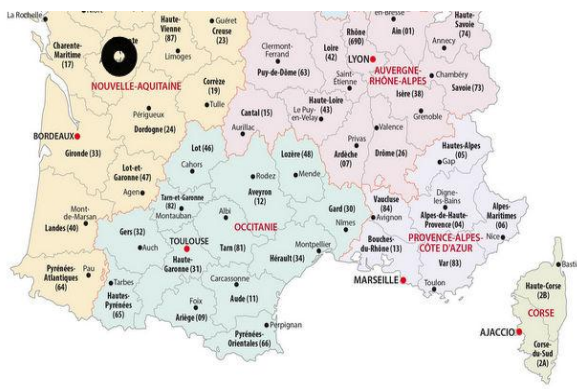 La Rochelle
Haute-
Vienne
(87)
Guéret
Creuse
(23)
Limoges
Charente-
Maritime
(17)
NOUVELLE-AQUITAINE
Corrèze
(19)
Tulle
Périgueux
Dordogne (24)
BORDEAUX
Gironde (33)
Lot-et-
Garonne
(47)
Agen
Mont-
de-Marsan
Landes (40)
Pyrénées-
Atlantiques
(64)
Pau
en-Bresse
Ain (01)
Rhône
(69D)
Haute-
Savoie
(74)
Annecy
Clermont-
Ferrand
Loire
(42)
LYON
Puy-de-Dôme (63)
AUVERGNE-
RHÔNE-ALPES
Chambéry
Saint-
Étienne
Isère (38)
Savoie (73)
Haute-Loire
(43)
Le Puy-
en-Velay
Grenoble
Cantal (15)
Aurillac
Valence
Privas
Ardèche
(07)
Drôme (26)
Lot (46)
Cahors
Lozère (48)
Mende
Rodez
Aveyron
(12)
Tarn-et-Garonne
(82)
Montauban
Albi
Gard (30)
Nimes
Gers (32)
Auch
TOULOUSE
OCCITANIE
Tarn (81)
Montpellier
Hérault (34)
Haute-
Garonne (31)
Tarbes
Hautes-
Pyrénées
(65)
Carcassonne
Aude (11)
Foix
Ariège (09)
Perpignan
Pyrénées-
Orientales (66)
Hautes-Alpes
(05)
Gap
Vaucluse
(84)
Avignon
Digne-
les-Bains
Alpes-de-Haute-
Provence (04)
Alpes-
Maritimes
(06)
Nice
Bouches-
du-Rhône (13)
PROVENCE-ALPES-
CÔTE D'AZUR
Var (83)
MARSEILLE
Toulon
Basti
Haute-Corse
(2B)
CORSE
AJACCIO
Corse-
du-Sud
(2A)